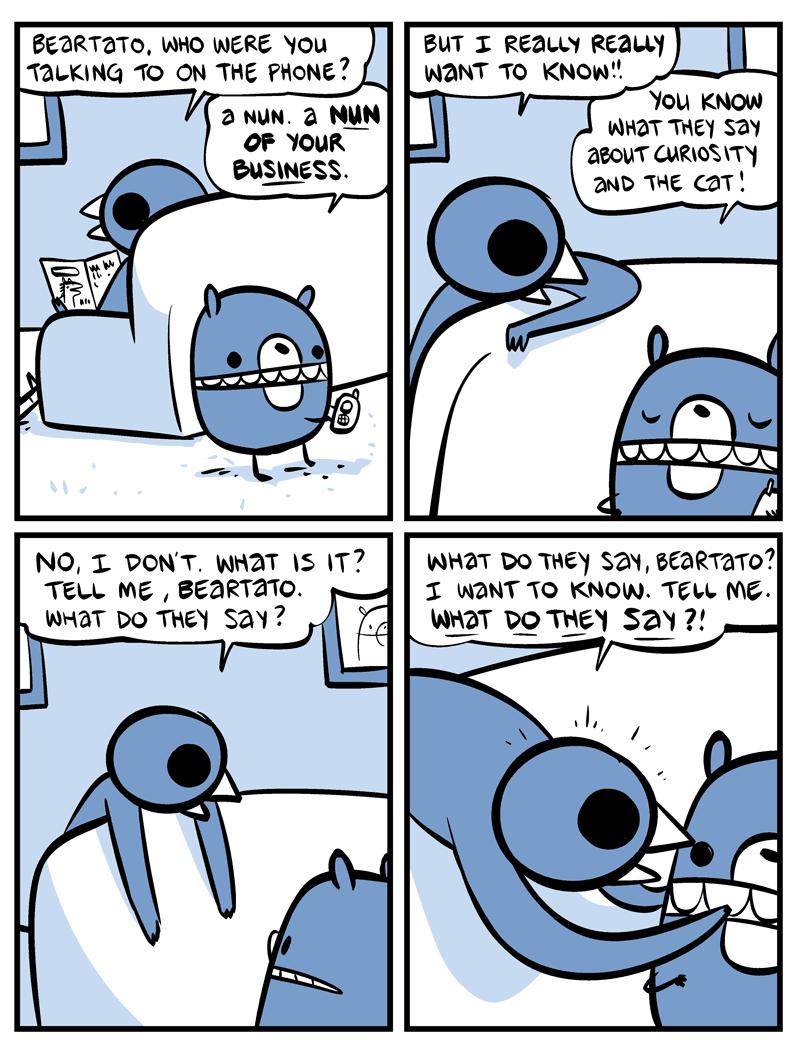 BEARTATO, WHO WERE YOU
TALKING TO ON THE PHONE?
A NUN. A NUN
OF YOUR
BUSINESS.
BUT I REALLY REALLY
WANT TO KNOW!!
YOU KNOW
WHAT THEY SAY
ABOUT CURIOSITY
AND THE CAT!
NO, I DON'T. WHAT IS IT?
TELL ME, BEARTATO.
WHAT DO THEY SAY?
WHAT DO THEY SAY, BEARTATO?
I WANT TO KNOW. TELL ME.
WHAT DO THEY SAY?!